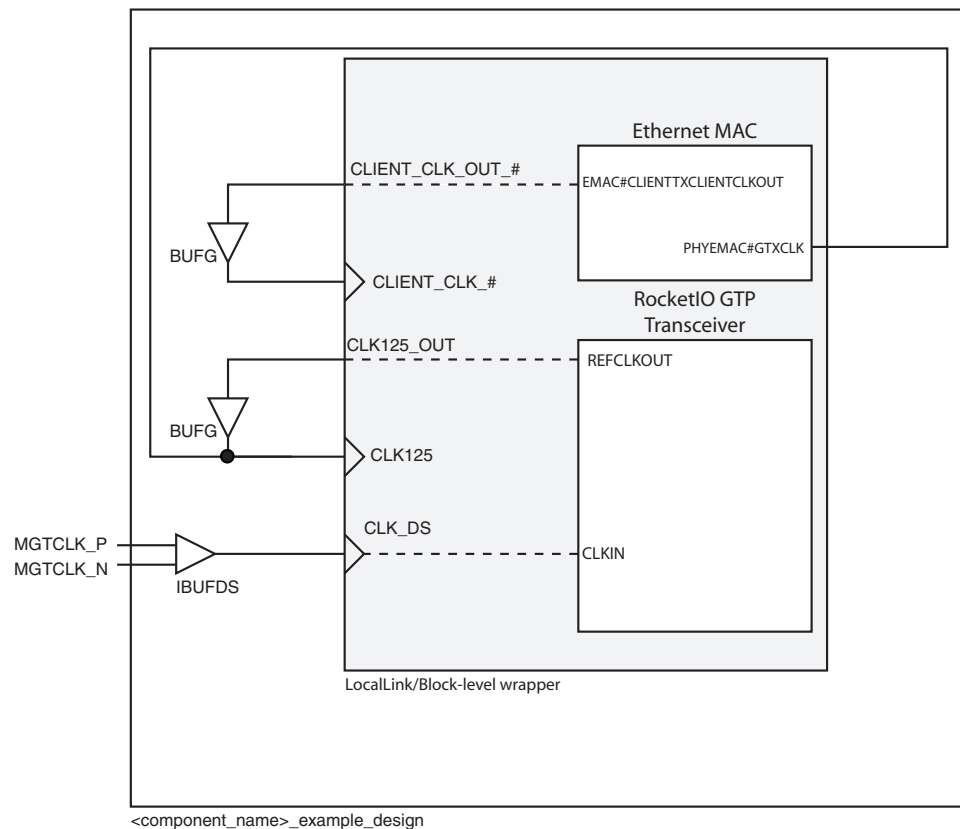 Ethernet MAC
CLIENT_CLK_OUT_#
EMAC#CLIENTTXCLIENTCLKOUT
BUFG
PHYEMAC#GTXCLK
CLIENT_CLK_#
RocketIO GTP
Transceiver
CLK125_OUT
REFCLKOUT
BUFG
CLK125
CLK_DS
MGTCLK_P
CLKIN
MGTCLK_N
IBUFDS
LocalLink/Block-level wrapper
<component_name>_example_design